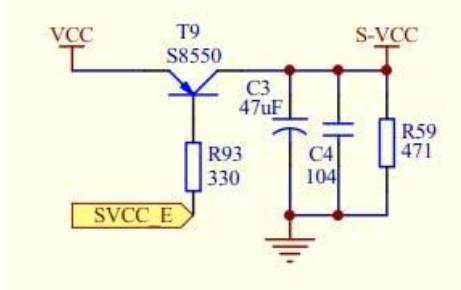 VCC
T9
S8550
S-VCC
C3
47uF
R59
471
C4
104
R93
330
SVCC_E